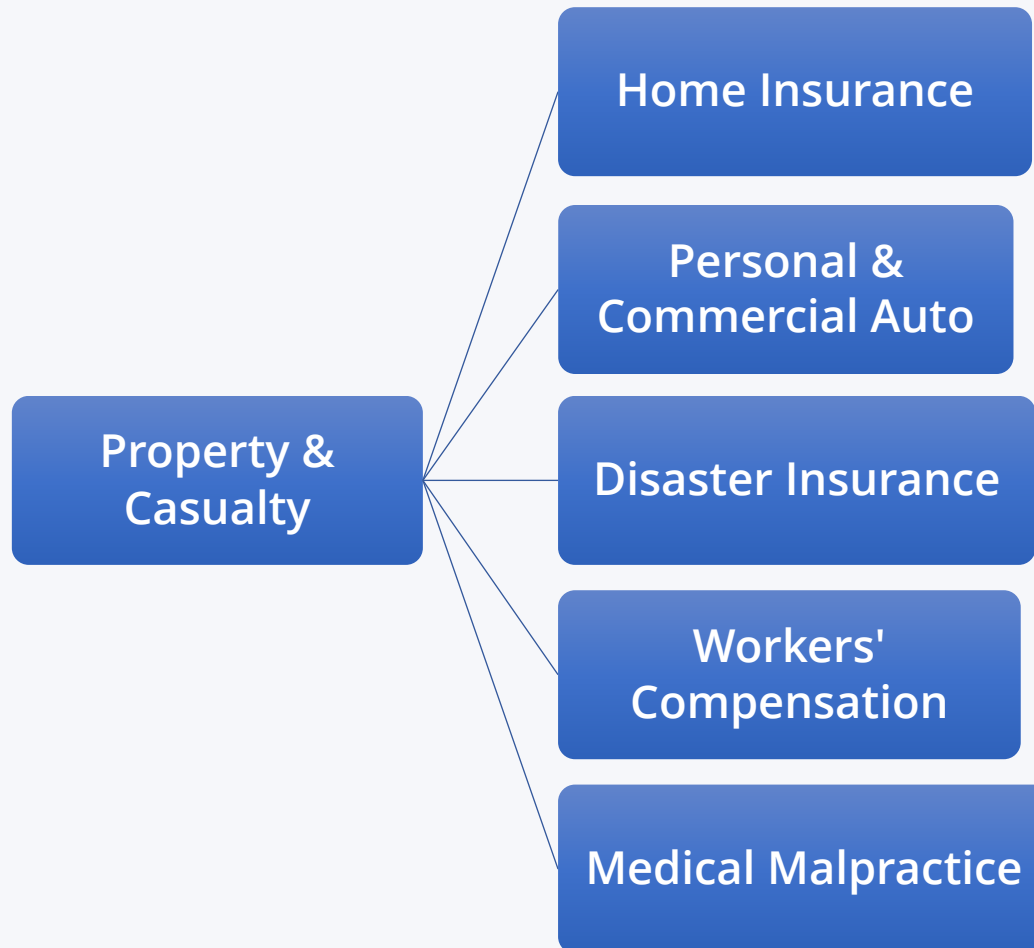 Home Insurance
Personal &
Commercial Auto
Property &
Casualty
Disaster Insurance
Workers'
Compensation
Medical Malpractice